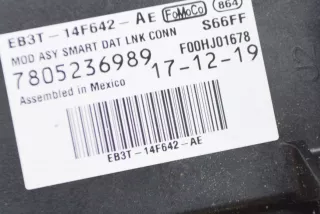 EB3T - 14F642 - AE FoMoCo 864
MOD ASY SMART DAT LNK CONN S66FF
7805236989 F00HJ01678
Assembled in Mexico 17-12-19
EB3T - 14F642 - AE